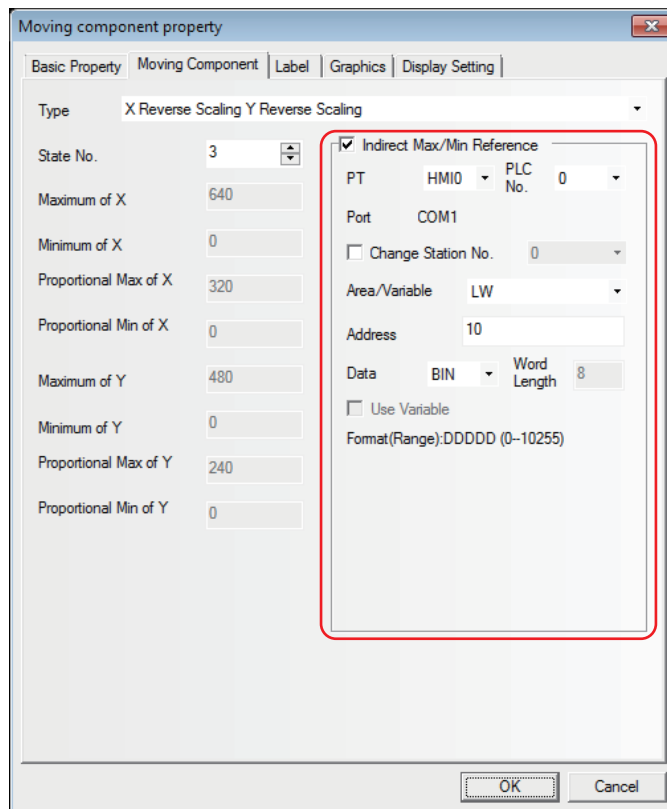 Moving component property
Basic Property Moving Component Label Graphics Display Setting
Type X Reverse Scaling Y Reverse Scaling
State No. 3
Maximum of X 640
Minimum of X 0
Proportional Max of X 320
Proportional Min of X 0
Maximum of Y 480
Minimum of Y 0
Proportional Max of Y 240
Proportional Min of Y 0
Indirect Max/Min Reference
PT HMI0 PLC No. 0
Port COM1
Change Station No. 0
Area/Variable LW
Address 10
Data BIN Word Length 8
Use Variable
Format(Range):DDDDD (0--10255)
OK Cancel